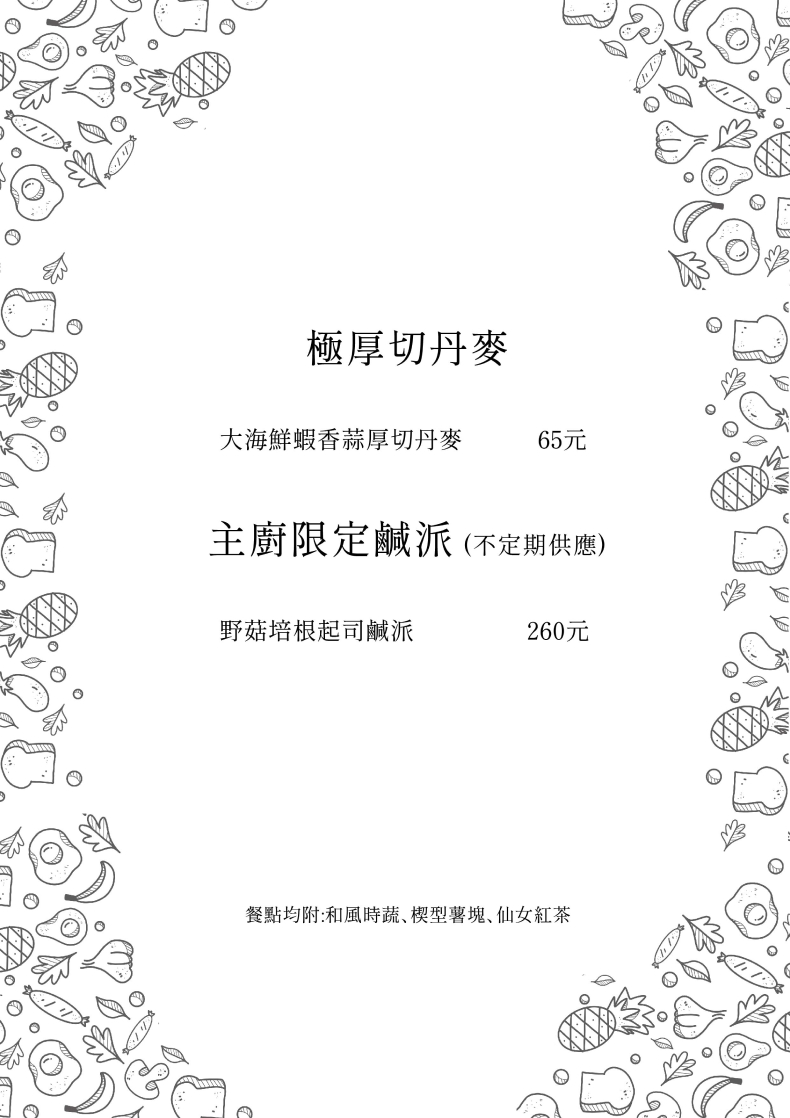 極厚切丹麥
大海鮮蝦香蒜厚切丹麥 65元
主廚限定鹹派 (不定期供應)
野菇培根起司鹹派 260元
餐點均附:和風時蔬、楔型薯塊、仙女紅茶